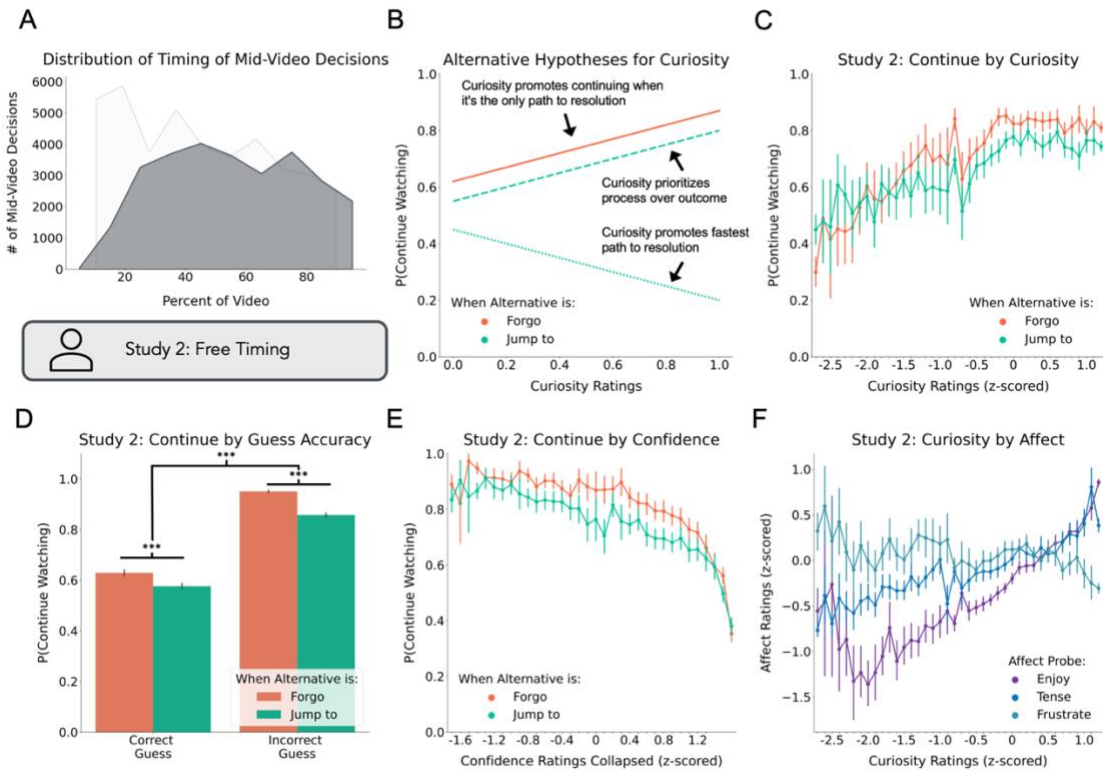 A
Distribution of Timing of Mid-Video Decisions
# of Mid-Video Decisions
6000
5000
4000
3000
2000
1000
0
20 40 60 80
Percent of Video
Study 2: Free Timing
B
Alternative Hypotheses for Curiosity
P(Continue Watching)
1.0
0.8
0.6
0.4
0.2
0.0
Curiosity promotes continuing when
it's the only path to resolution
Curiosity prioritizes
process over outcome
Curiosity promotes fastest
path to resolution
When Alternative is:
Forgo
Jump to
0.0 0.2 0.4 0.6 0.8 1.0
Curiosity Ratings
C
Study 2: Continue by Curiosity
P(Continue Watching)
1.0
0.8
0.6
0.4
0.2
0.0
When Alternative is:
Forgo
Jump to
-2.5 -2.0 -1.5 -1.0 -0.5 0 0.5 1.0
Curiosity Ratings (z-scored)
D
Study 2: Continue by Guess Accuracy
P(Continue Watching)
1.0
0.8
0.6
0.4
0.2
0.0
***
***
***
When Alternative is:
Forgo
Jump to
Correct
Guess
Incorrect
Guess
E
Study 2: Continue by Confidence
P(Continue Watching)
1.0
0.8
0.6
0.4
0.2
0.0
When Alternative is:
Forgo
Jump to
-1.6 -1.2 -0.8 -0.4 0 0.4 0.8 1.2
Confidence Ratings Collapsed (z-scored)
F
Study 2: Curiosity by Affect
Affect Ratings (z-scored)
1.0
0.5
0.0
−0.5
−1.0
−1.5
Affect Probe:
Enjoy
Tense
Frustrate
-2.5 -2.0 -1.5 -1.0 -0.5 0 0.5 1.0
Curiosity Ratings (z-scored)